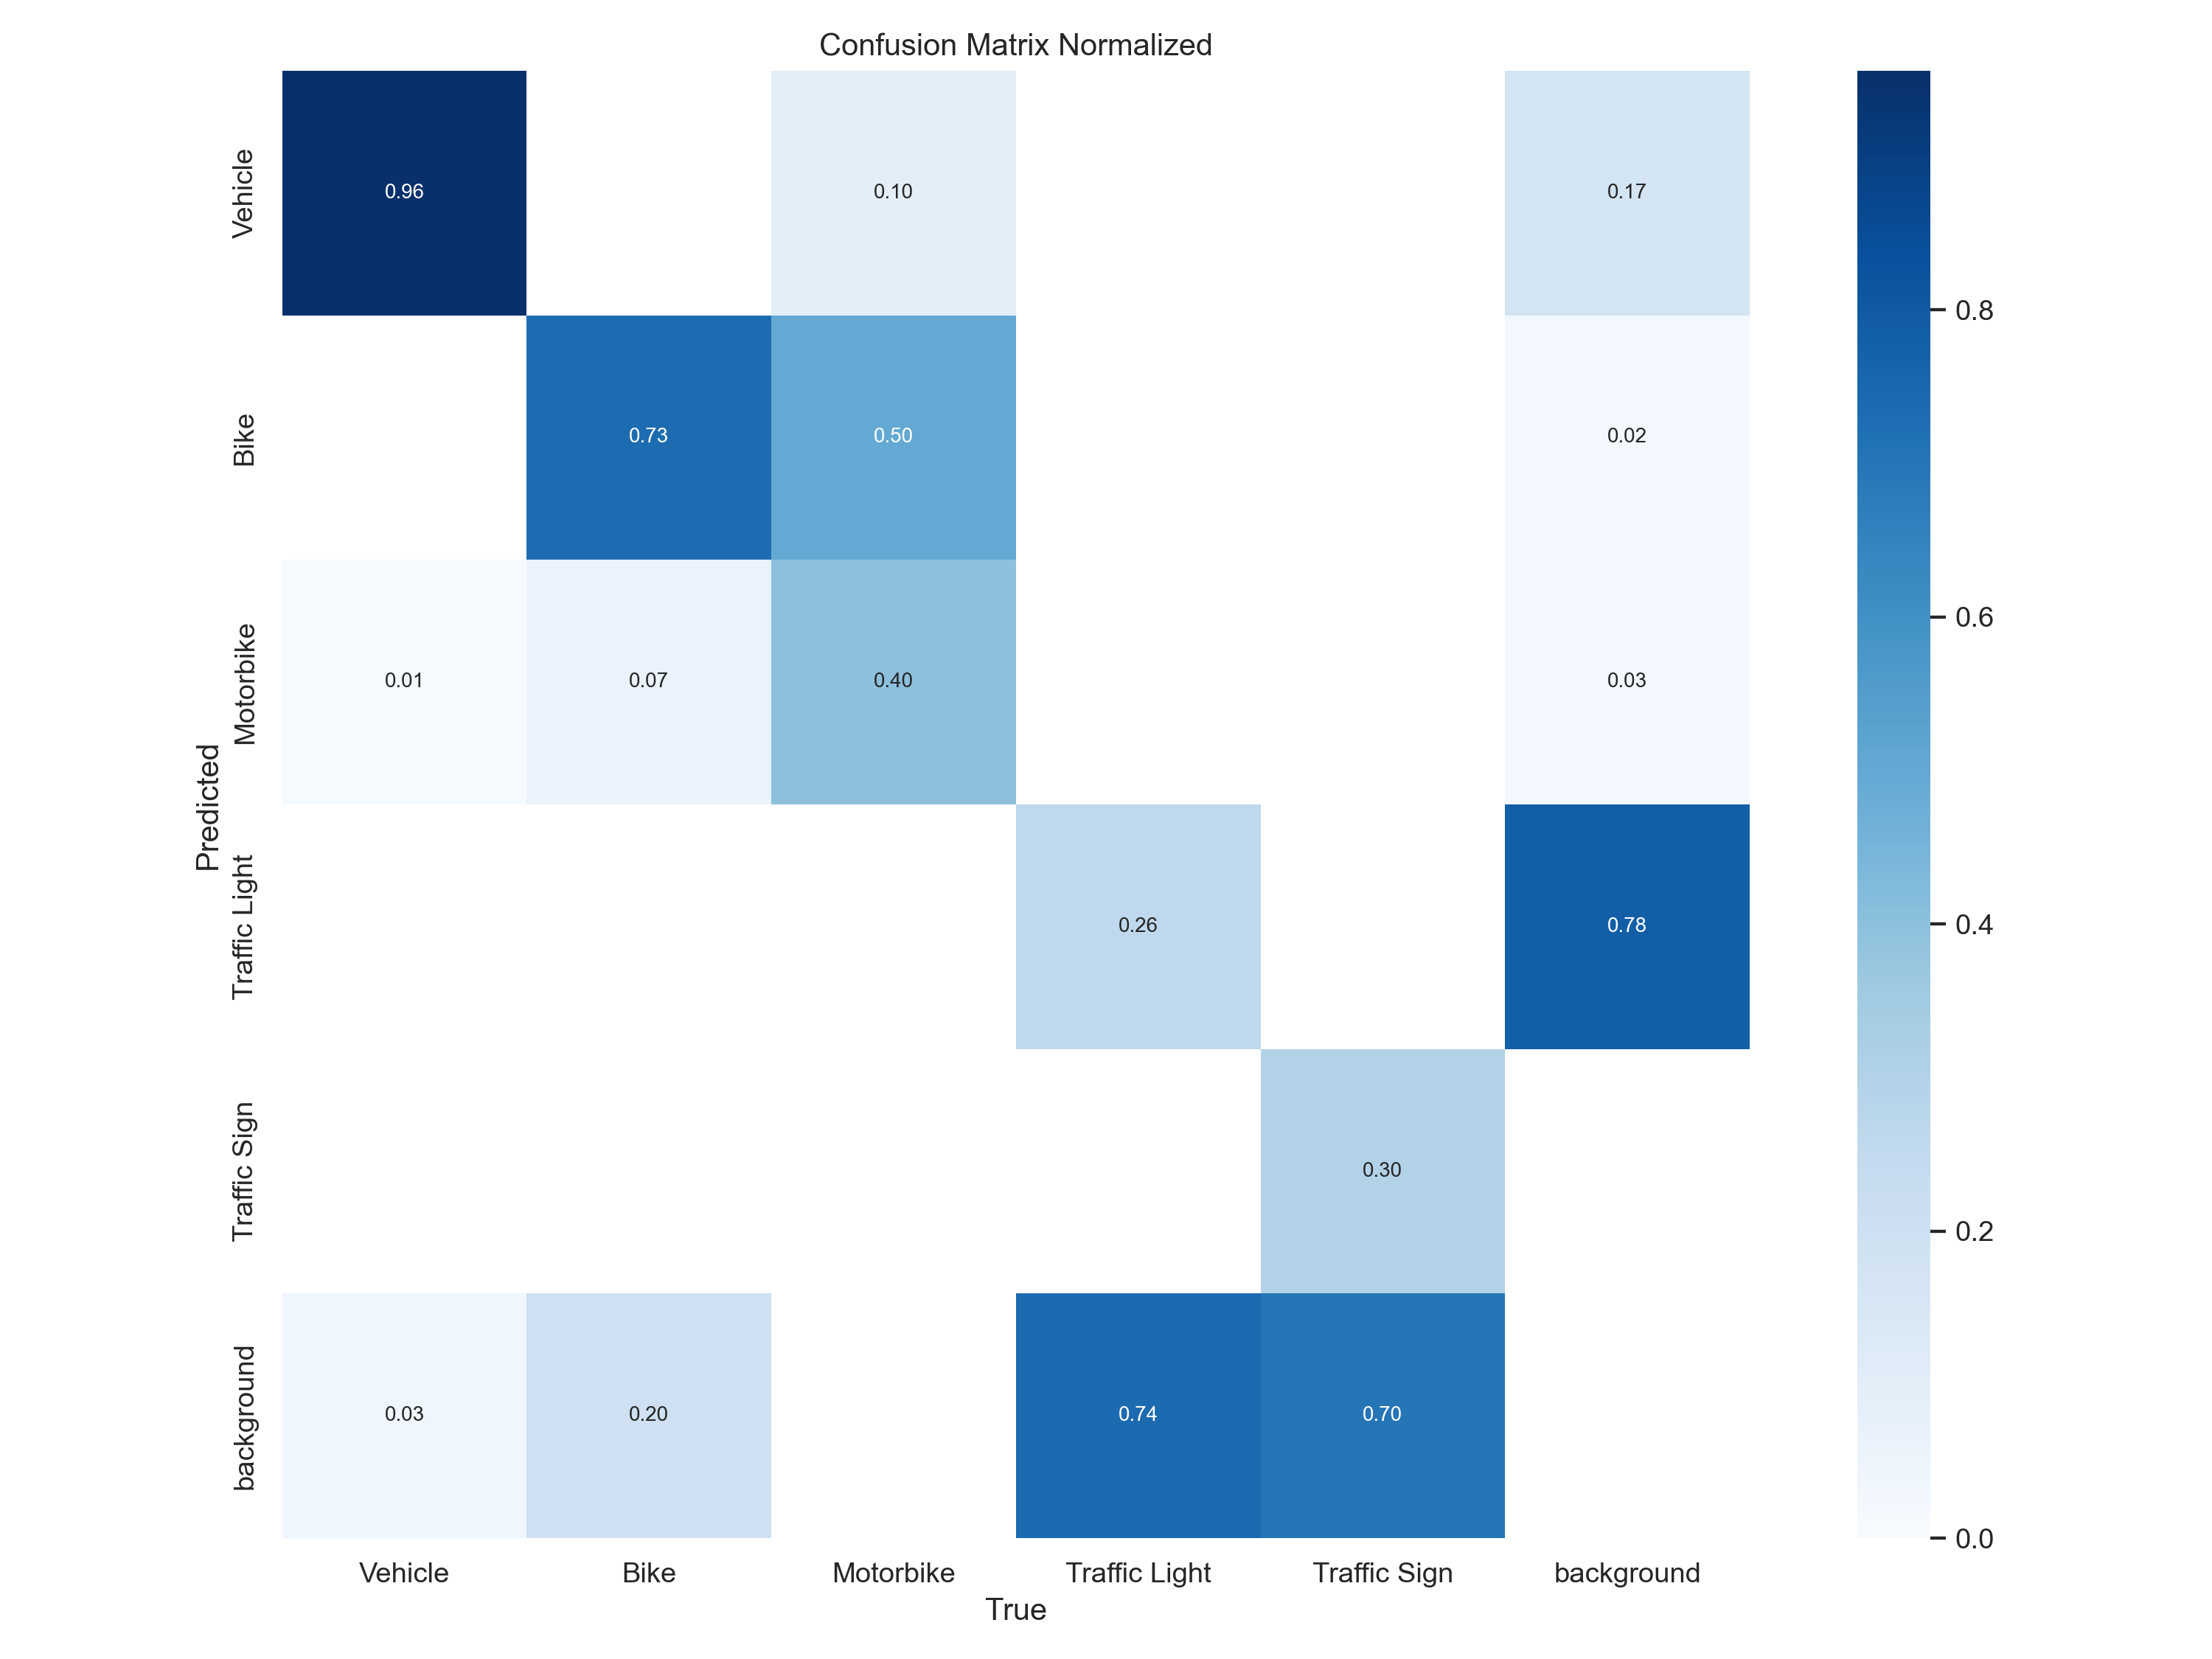 Confusion Matrix Normalized
Vehicle
0.96
0.10
0.17
0.8
Bike
0.73
0.50
0.02
0.6
Motorbike
0.01
0.07
0.40
0.03
Predicted
Traffic Light
0.26
0.78
0.4
Traffic Sign
0.30
0.2
background
0.03
0.20
0.74
0.70
0.0
Vehicle Bike Motorbike Traffic Light Traffic Sign background
True